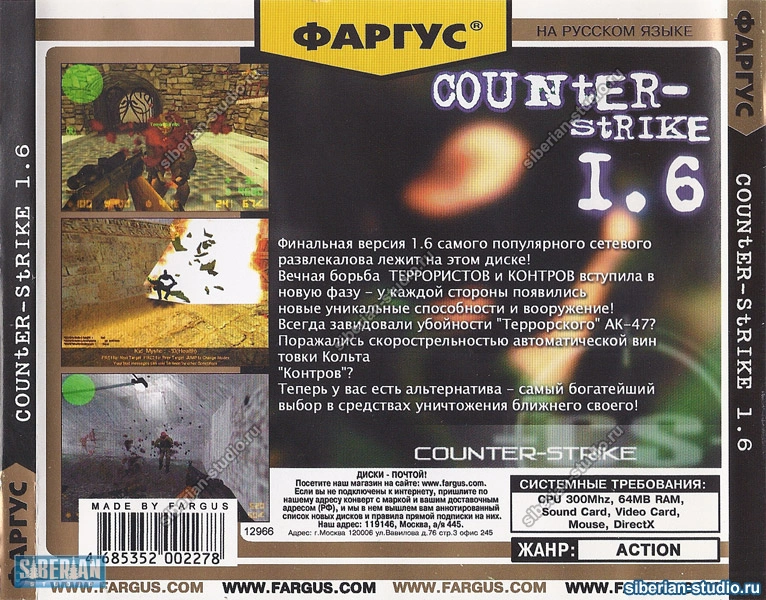 ФАРГУС®
НА РУССКОМ ЯЗЫКЕ
COUNtER-
StRIKE
1.6
Финальная версия 1.6 самого популярного сетевого
развлекалова лежит на этом диске!
Вечная борьба ТЕРРОРИСТОВ и КОНТРОВ вступила в
новую фазу – у каждой стороны появились
новые уникальные способности и вооружение!
Всегда завидовали убойности "Террорского" АК-47?
Поражались скорострельностью автоматической вин
товки Кольта
"Контров"?
Теперь у вас есть альтернатива – самый богатейший
выбор в средствах уничтожения ближнего своего!
COUNTER-STRIKE
ДИСКИ - ПОЧТОЙ!
Посетите наш магазин на сайте: www.fargus.com.
Если вы не подключены к интернету, пришлите по
нашему адресу конверт с маркой и вашим доставочным
адресом (РФ), и мы в нем вышлем вам аннотированный
список новых дисков и правила прямой подписки на них.
Наш адрес: 119146, Москва, а/я 445.
Адрес: г.Москва 120006 ул.Вавилова д.76 стр.3 офис 245
12966
MADE BY FARGUS
4 685352 002278
СИСТЕМНЫЕ ТРЕБОВАНИЯ:
CPU 300Mhz, 64MB RAM,
Sound Card, Video Card,
Mouse, DirectX
ЖАНР: ACTION
WWW.FARGUS.COM WWW.FARGUS.COM WWW.FARGUS.COM
COUNtER-StRIKE 1.6
ФАРГУС
ФАРГУС
COUNtER-StRIKE 1.6
SIBERIAN
siberian-studio.ru